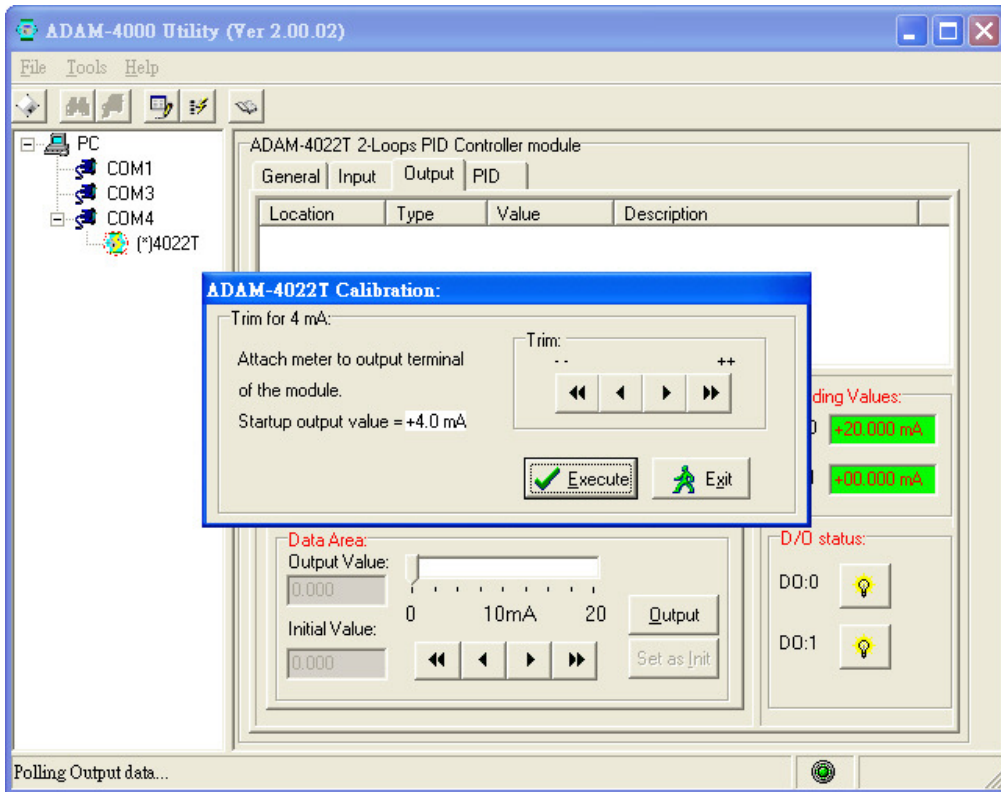 ADAM-4000 Utility (Ver 2.00.02)
File Tools Help
PC
COM1
COM3
COM4
(*)4022T
ADAM-4022T 2-Loops PID Controller module
General Input Output PID
Location Type Value Description
ADAM-4022T Calibration:
Trim for 4 mA:
Attach meter to output terminal
of the module.
Startup output value = +4.0 mA
Trim:
- - ++
Execute Exit
ding Values:
+20.000 mA
+00.000 mA
Data Area:
Output Value:
0.000
0 10mA 20
Output
Initial Value:
0.000
Set as Init
D/O status:
DO:0
DO:1
Polling Output data...